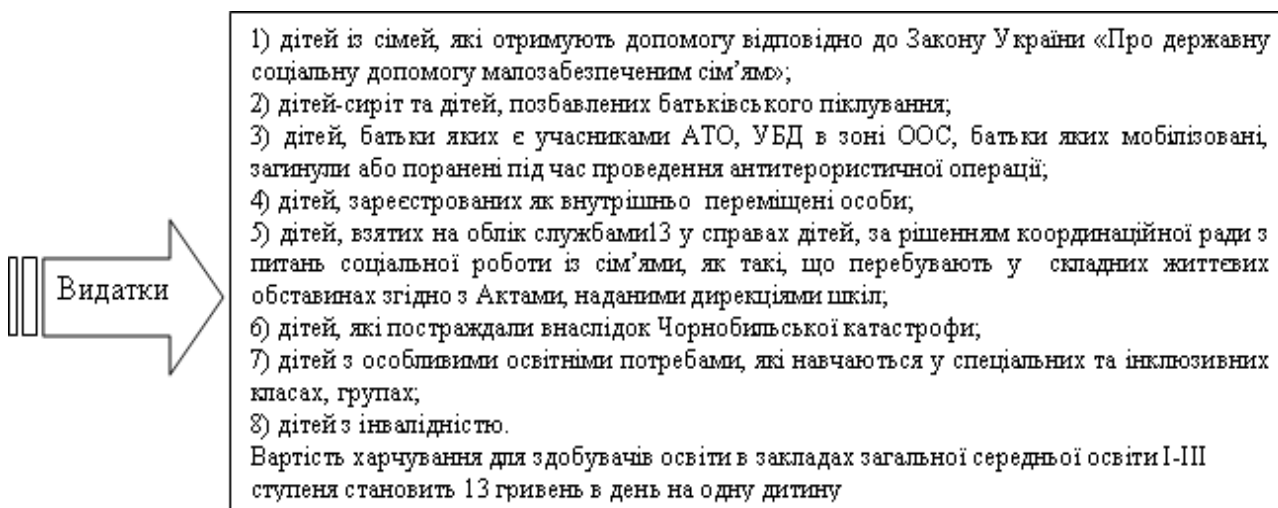 Видатки
1) дітей із сімей, які отримують допомогу відповідно до Закону України «Про державну
соціальну допомогу малозабезпеченим сім’ям»;
2) дітей-сиріт та дітей, позбавлених батьківського піклування;
3) дітей, батьки яких є учасниками АТО, УБД в зоні ООС, батьки яких мобілізовані,
загинули або поранені під час проведення антитерористичної операції;
4) дітей, зареєстрованих як внутрішньо переміщені особи;
5) дітей, взятих на облік службами13 у справах дітей, за рішенням координаційної ради з
питань соціальної роботи із сім’ями, як такі, що перебувають у складних життєвих
обставинах згідно з Актами, наданими дирекціями шкіл;
6) дітей, які постраждали внаслідок Чорнобильської катастрофи;
7) дітей з особливими освітніми потребами, які навчаються у спеціальних та інклюзивних
класах, групах;
8) дітей з інвалідністю.
Вартість харчування для здобувачів освіти в закладах загальної середньої освіти І-ІІІ
ступеня становить 13 гривень в день на одну дитину